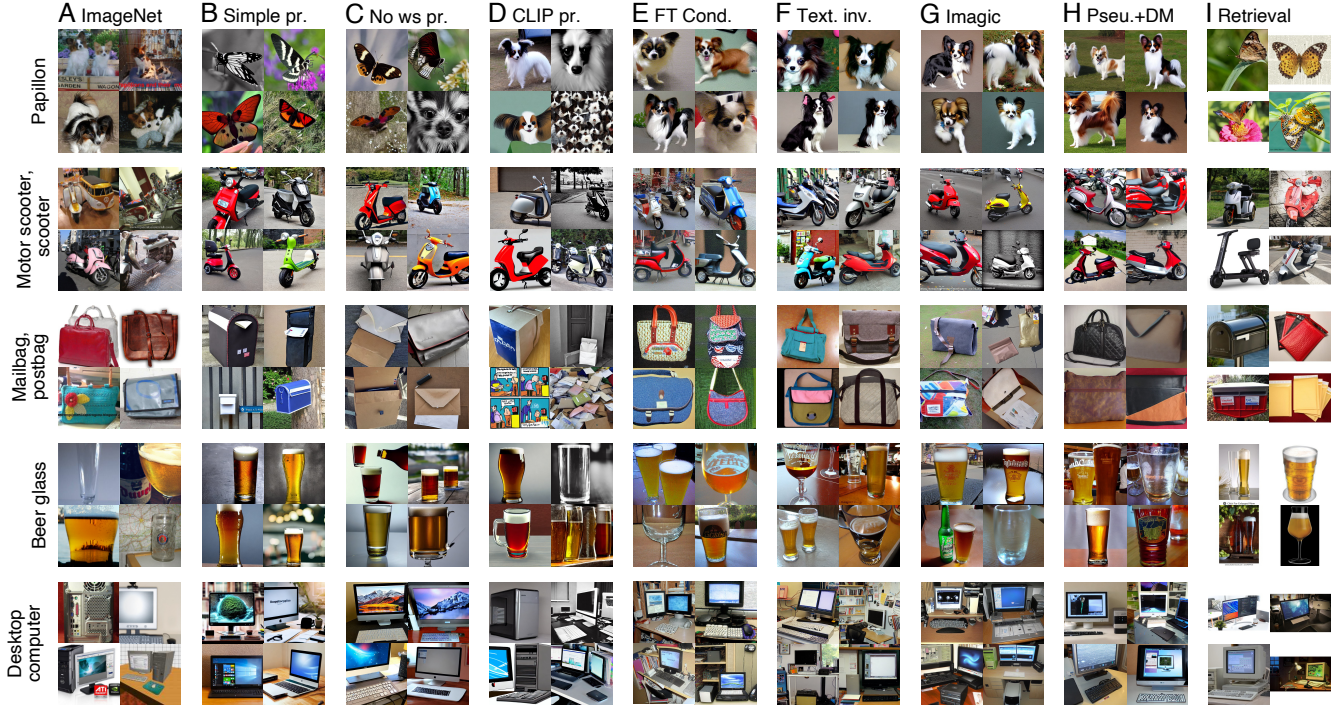 A ImageNet
B Simple pr.
C No ws pr.
D CLIP pr.
E FT Cond.
F Text. inv.
G Imagic
H Pseu.+DM
I Retrieval
Papillon
Motor scooter,
scooter
Mailbag,
postbag
Beer glass
Desktop
computer